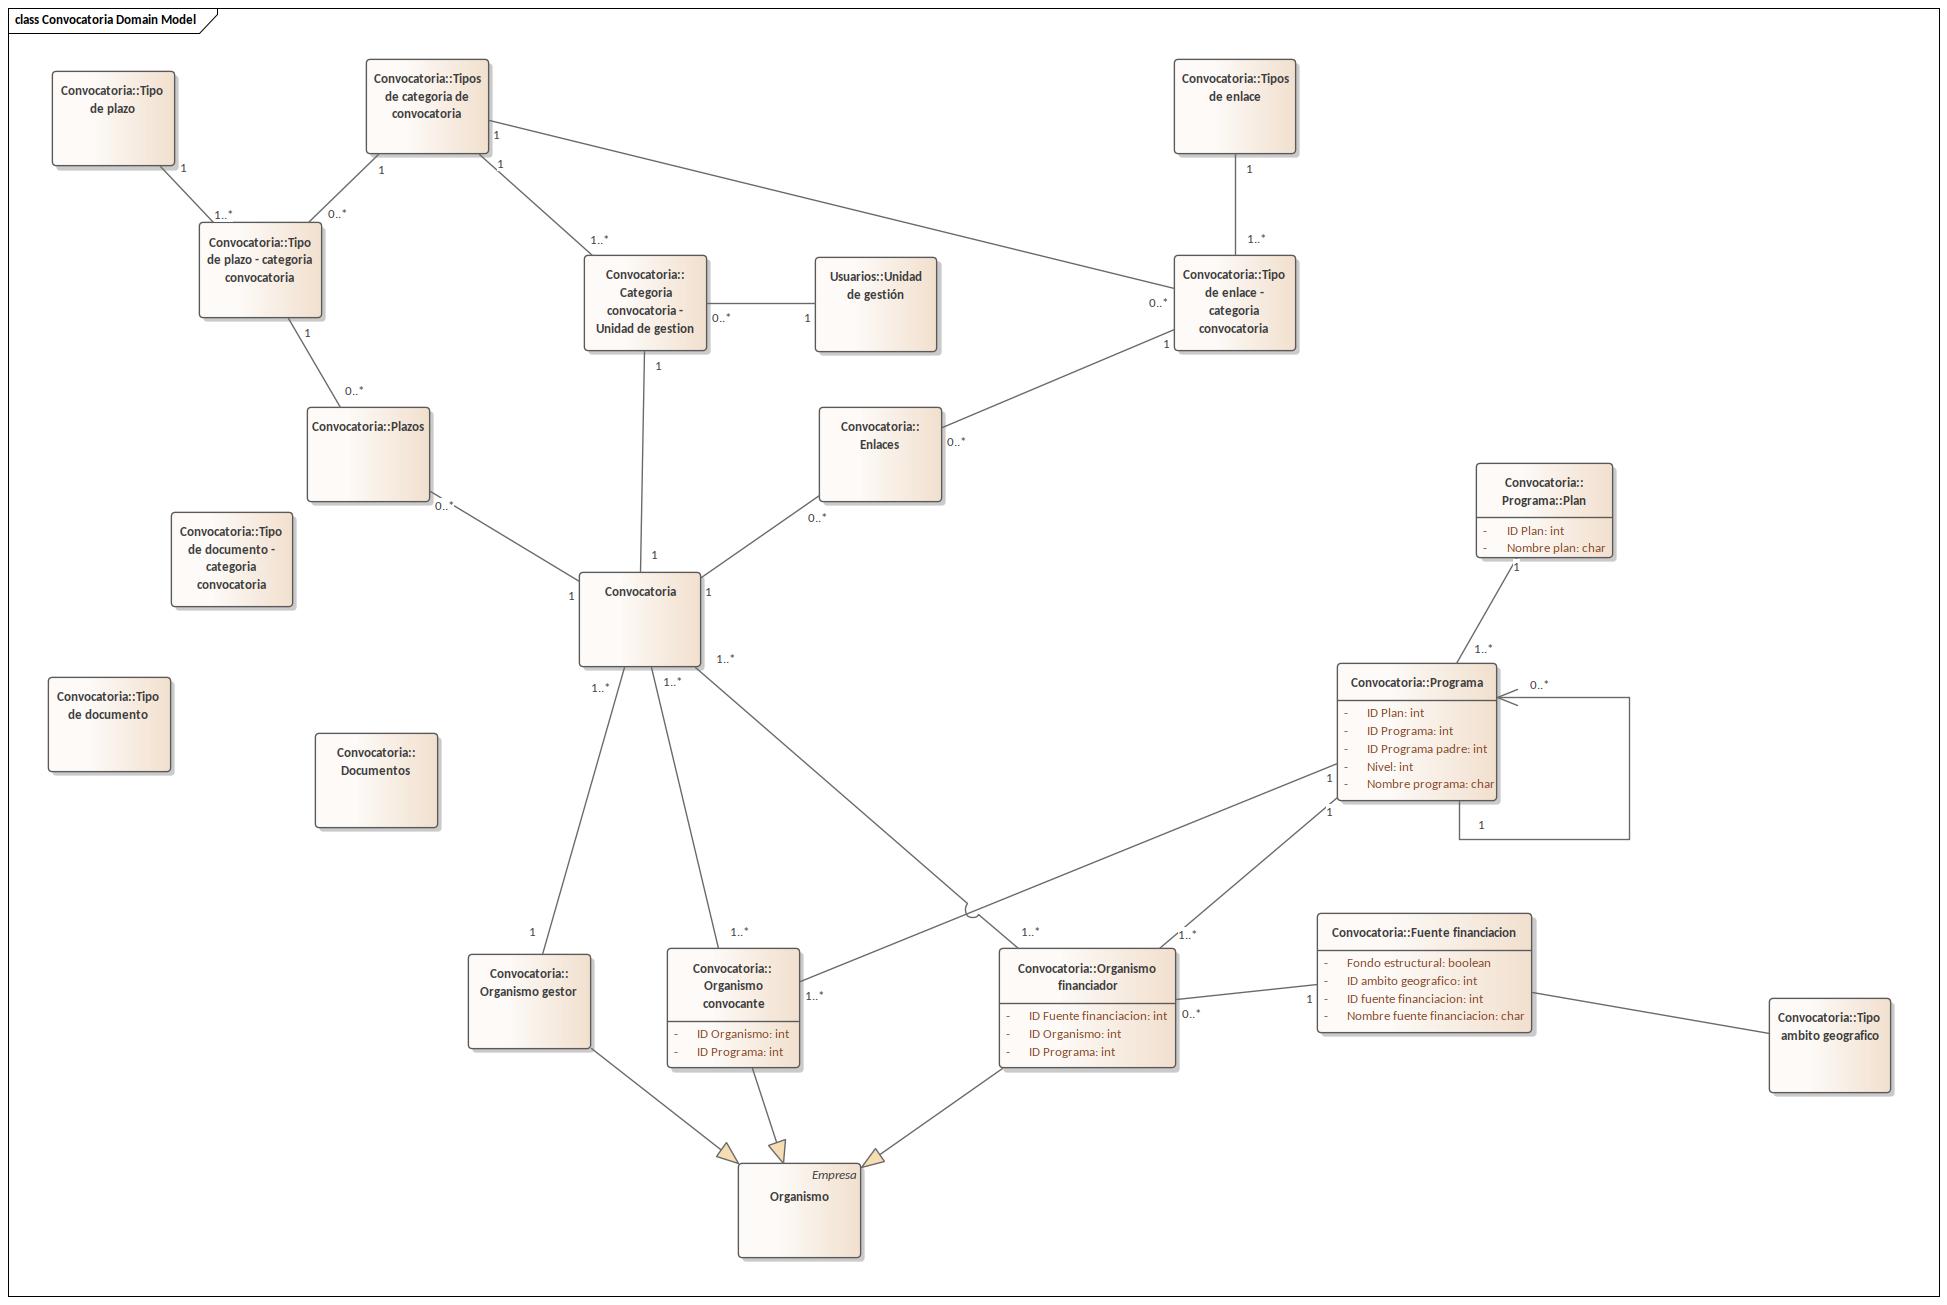 class Convocatoria Domain Model
Convocatoria::Tipo
de plazo
Convocatoria::Tipos
de categoria de
convocatoria
Convocatoria::Tipos
de enlace
1
1
1
1
1
1..*
0..*
1..*
1..*
Convocatoria::Tipo
de plazo - categoria
convocatoria
Convocatoria::
Categoria
convocatoria -
Unidad de gestion
Usuarios::Unidad
de gestión
Convocatoria::Tipo
de enlace -
categoria
convocatoria
0..*
1
0..*
1
1
1
0..*
Convocatoria::Plazos
Convocatoria::
Enlaces
0..*
0..*
0..*
Convocatoria::
Programa::Plan
- ID Plan: int
- Nombre plan: char
1
Convocatoria::Tipo
de documento -
categoria
convocatoria
1
1
1
Convocatoria
1..*
1..*
1..*
1..*
Convocatoria::Programa
- ID Plan: int
- ID Programa: int
- ID Programa padre: int
- Nivel: int
- Nombre programa: char
0..*
1
1
1
Convocatoria::Tipo
de documento
Convocatoria::
Documentos
1
1..*
1..*
1..*
Convocatoria::
Organismo gestor
Convocatoria::
Organismo
convocante
- ID Organismo: int
- ID Programa: int
1..*
Convocatoria::Organismo
financiador
- ID Fuente financiacion: int
- ID Organismo: int
- ID Programa: int
0..*
1
Convocatoria::Fuente financiacion
- Fondo estructural: boolean
- ID ambito geografico: int
- ID fuente financiacion: int
- Nombre fuente financiacion: char
Convocatoria::Tipo
ambito geografico
Empresa
Organismo